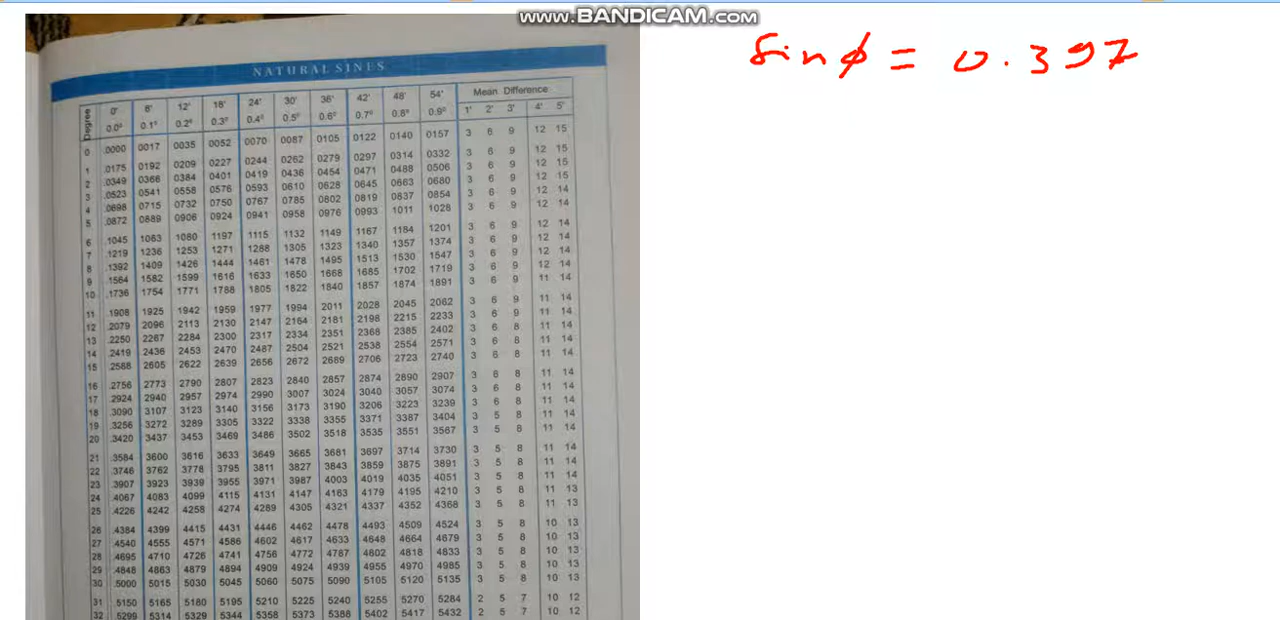 www.BANDICAM.com
sin ϕ = 0.397
NATURAL SINES
Degree 0' 6' 12' 18' 24' 30' 36' 42' 48' 54' Mean Difference
0.0° 0.1° 0.2° 0.3° 0.4° 0.5° 0.6° 0.7° 0.8° 0.9° 1' 2' 3' 4' 5'
0 .0000 0017 0035 0052 0070 0087 0105 0122 0140 0157 3 6 9 12 15
1 .0175 0192 0209 0227 0244 0262 0279 0297 0314 0332 3 6 9 12 15
2 .0349 0366 0384 0401 0419 0436 0454 0471 0488 0506 3 6 9 12 15
3 .0523 0541 0558 0576 0593 0610 0628 0645 0663 0680 3 6 9 12 14
4 .0698 0715 0732 0750 0767 0785 0802 0819 0837 0854 3 6 9 12 14
5 .0872 0889 0906 0924 0941 0958 0976 0993 1011 1028 3 6 9 12 14
6 .1045 1063 1080 1197 1115 1132 1149 1167 1184 1201 3 6 9 12 14
7 .1219 1236 1253 1271 1288 1305 1323 1340 1357 1374 3 6 9 12 14
8 .1392 1409 1426 1444 1461 1478 1495 1513 1530 1547 3 6 9 12 14
9 .1564 1582 1599 1616 1633 1650 1668 1685 1702 1719 3 6 9 12 14
10 .1736 1754 1771 1788 1805 1822 1840 1857 1874 1891 3 6 9 11 14
11 .1908 1925 1942 1959 1977 1994 2011 2028 2045 2062 3 6 9 11 14
12 .2079 2096 2113 2130 2147 2164 2181 2198 2215 2233 3 6 9 11 14
13 .2250 2267 2284 2300 2317 2334 2351 2368 2385 2402 3 6 8 11 14
14 .2419 2436 2453 2470 2487 2504 2521 2538 2554 2571 3 6 8 11 14
15 .2588 2605 2622 2639 2656 2672 2689 2706 2723 2740 3 6 8 11 14
16 .2756 2773 2790 2807 2823 2840 2857 2874 2890 2907 3 6 8 11 14
17 .2924 2940 2957 2974 2990 3007 3024 3040 3057 3074 3 6 8 11 14
18 .3090 3107 3123 3140 3156 3173 3190 3206 3223 3239 3 6 8 11 14
19 .3256 3272 3289 3305 3322 3338 3355 3371 3387 3404 3 5 8 11 14
20 .3420 3437 3453 3469 3486 3502 3518 3535 3551 3567 3 5 8 11 14
21 .3584 3600 3616 3633 3649 3665 3681 3697 3714 3730 3 5 8 11 14
22 .3746 3762 3778 3795 3811 3827 3843 3859 3875 3891 3 5 8 11 14
23 .3907 3923 3939 3955 3971 3987 4003 4019 4035 4051 3 5 8 11 14
24 .4067 4083 4099 4115 4131 4147 4163 4179 4195 4210 3 5 8 11 13
25 .4226 4242 4258 4274 4289 4305 4321 4337 4352 4368 3 5 8 11 13
26 .4384 4399 4415 4431 4446 4462 4478 4493 4509 4524 3 5 8 10 13
27 .4540 4555 4571 4586 4602 4617 4633 4648 4664 4679 3 5 8 10 13
28 .4695 4710 4726 4741 4756 4772 4787 4802 4818 4833 3 5 8 10 13
29 .4848 4863 4879 4894 4909 4924 4939 4955 4970 4985 3 5 8 10 13
30 .5000 5015 5030 5045 5060 5075 5090 5105 5120 5135 3 5 8 10 13
31 5150 5165 5180 5195 5210 5225 5240 5255 5270 5284 2 5 7 10 12
32 5299 5314 5329 5344 5358 5373 5388 5402 5417 5432 2 5 7 10 12